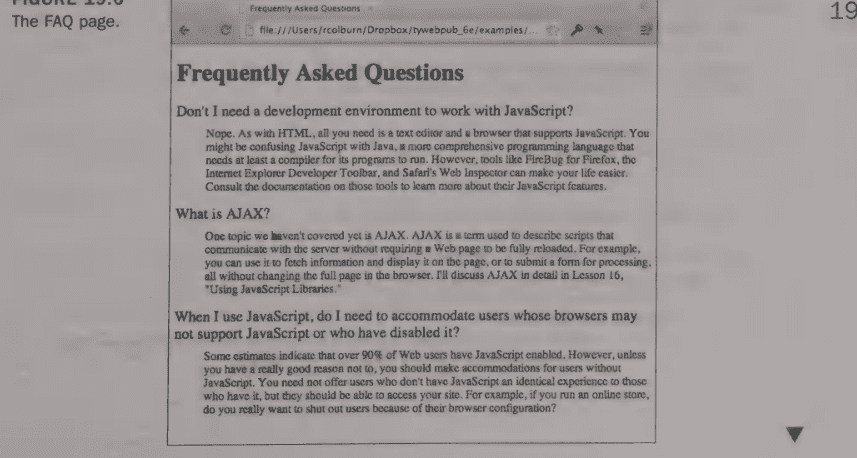 FIGURE 19.6
19
The FAQ page.
Frequently Asked Questions
file:///Users/rcolburn/Dropbox/tywebpub_6e/examples/...
Frequently Asked Questions
Don't I need a development environment to work with JavaScript?
Nope. As with HTML, all you need is a text editor and a browser that supports JavaScript. You
might be confusing JavaScript with Java, a more comprehensive programming language that
needs at least a compiler for its programs to run. However, tools like FireBug for Firefox, the
Internet Explorer Developer Toolbar, and Safari's Web Inspector can make your life easier.
Consult the documentation on those tools to learn more about their JavaScript features.
What is AJAX?
One topic we haven't covered yet is AJAX. AJAX is a term used to describe scripts that
communicate with the server without requiring a Web page to be fully reloaded. For example,
you can use it to fetch information and display it on the page, or to submit a form for processing,
all without changing the full page in the browser. I'll discuss AJAX in detail in Lesson 16,
"Using JavaScript Libraries."
When I use JavaScript, do I need to accommodate users whose browsers may
not support JavaScript or who have disabled it?
Some estimates indicate that over 90% of Web users have JavaScript enabled. However, unless
you have a really good reason not to, you should make accommodations for users without
JavaScript. You need not offer users who don't have JavaScript an identical experience to those
who have it, but they should be able to access your site. For example, if you run an online store,
do you really want to shut out users because of their browser configuration?